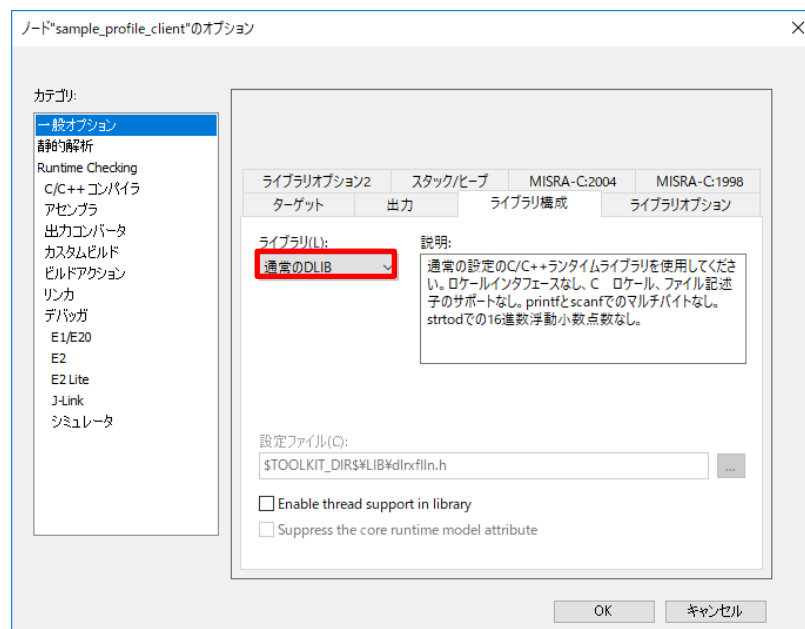 ノード"sample_profile_client"のオプション
カテゴリ:
一般オプション
静的解析
Runtime Checking
C/C++ コンパイラ
アセンブラ
出力コンバータ
カスタムビルド
ビルドアクション
リンカ
デバッガ
E1/E20
E2
E2 Lite
J-Link
シミュレータ
ライブラリオプション2
スタック/ヒープ
MISRA-C:2004
MISRA-C:1998
ターゲット
出力
ライブラリ構成
ライブラリオプション
ライブラリ(L):
通常のDLIB
説明:
通常の設定のC/C++ランタイムライブラリを使用してくださ
い。ロケールインタフェースなし、C ロケール、ファイル記述
子のサポートなし。printfとscanfでのマルチバイトなし。
strtodでの16進数浮動小数点数なし。
設定ファイル(C):
$TOOLKIT_DIR$¥LIB¥dlrxflln.h
...
Enable thread support in library
Suppress the core runtime model attribute
OK
キャンセル